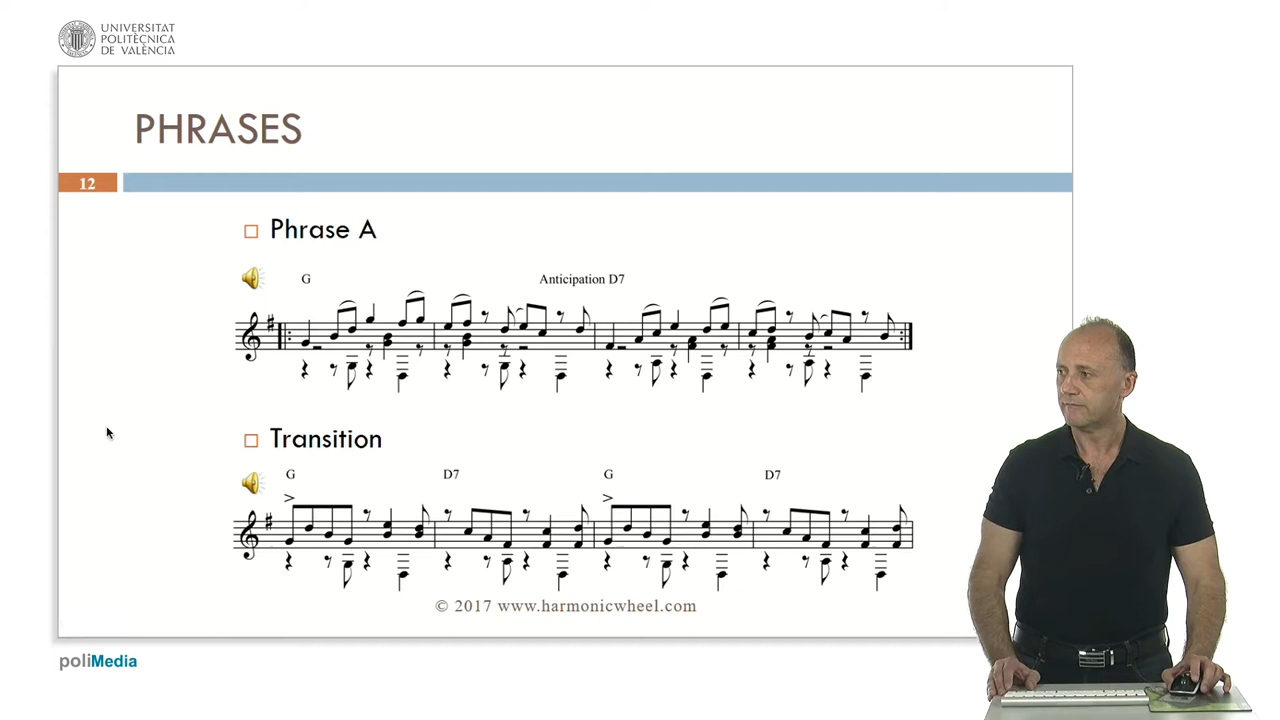 UNIVERSITAT
POLITÈCNICA
DE VALÈNCIA
PHRASES
12
Phrase A
G
Anticipation D7
Transition
G D7 G D7
© 2017 www.harmonicwheel.com
poliMedia